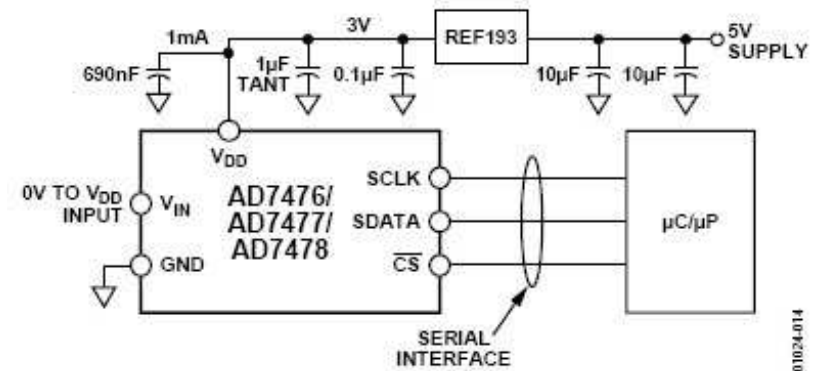 1mA
3V
REF193
5V
SUPPLY
690nF
1µF
TANT
0.1µF
10µF
10µF
VDD
0V TO VDD
INPUT
VIN
AD7476/
AD7477/
AD7478
SCLK
SDATA
CS
GND
µC/µP
SERIAL
INTERFACE
01024-014